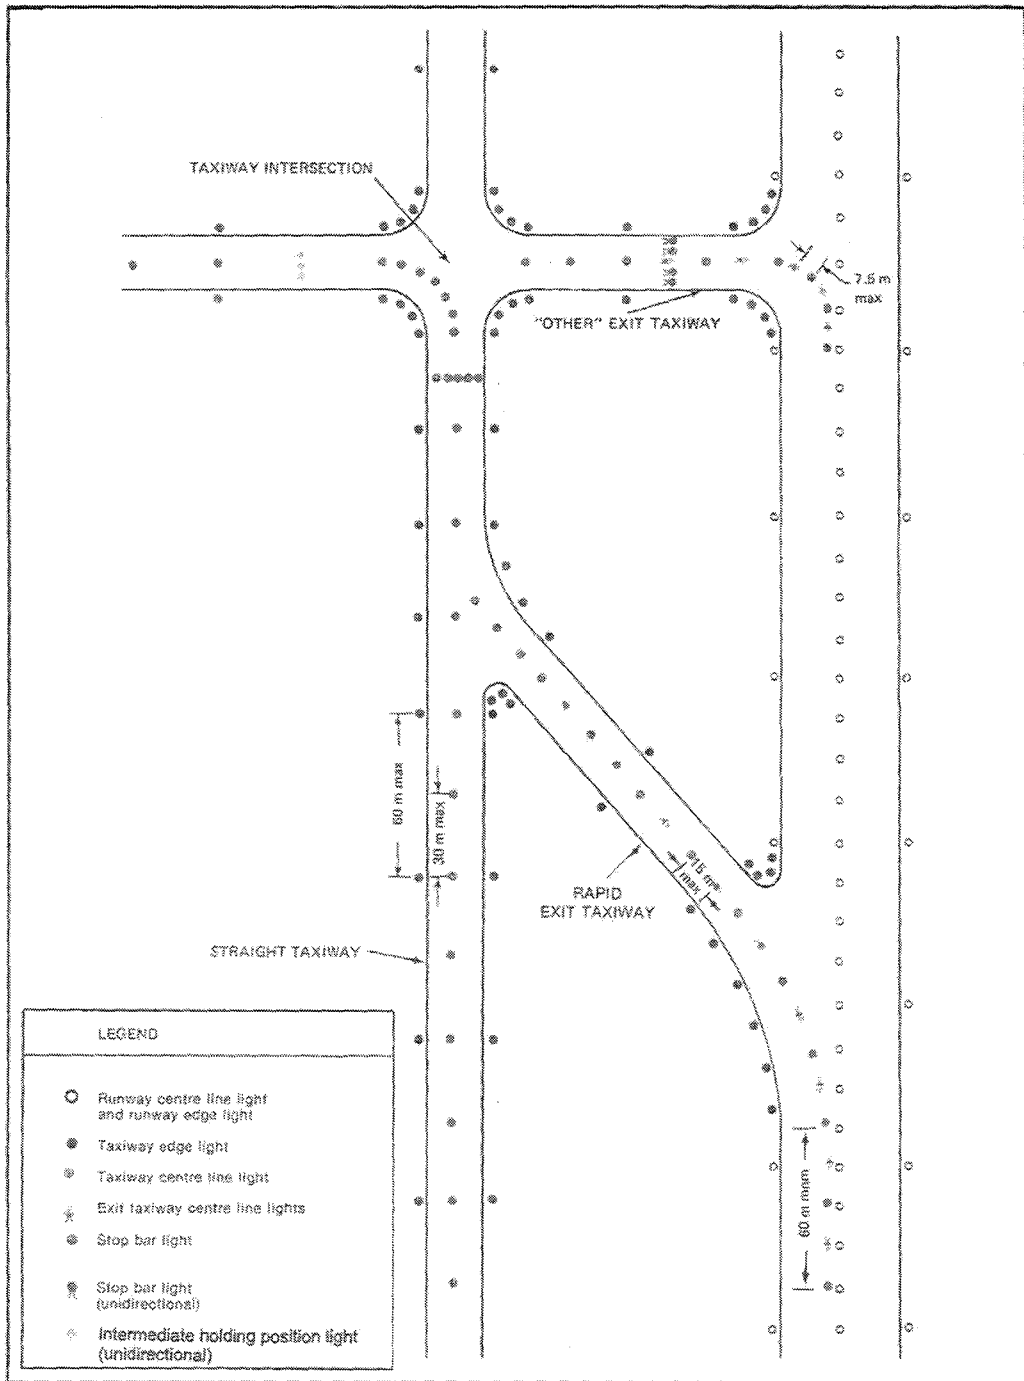 TAXIWAY INTERSECTION
7.5 m
max
"OTHER" EXIT TAXIWAY
60 m max
30 m max
15 m
max
RAPID
EXIT TAXIWAY
STRAIGHT TAXIWAY
60 m mom
LEGEND
Runway centre line light
and runway edge light
Taxiway edge light
Taxiway centre line light
Exit taxiway centre line lights
Stop bar light
Stop bar light
(unidirectional)
Intermediate holding position light
(unidirectional)